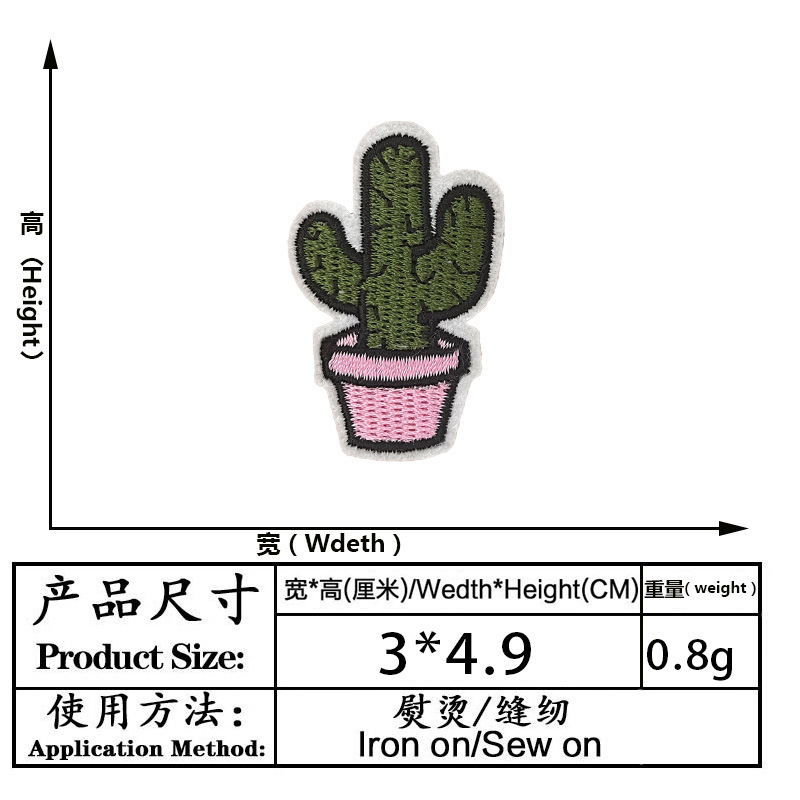 高 (Height)
宽 ( Wdeth )
产品尺寸
Product Size:
宽*高(厘米)/Wedth*Height(CM)
重量( weight )
3*4.9
0.8g
使用方法:
Application Method:
熨烫/缝纫
Iron on/Sew on